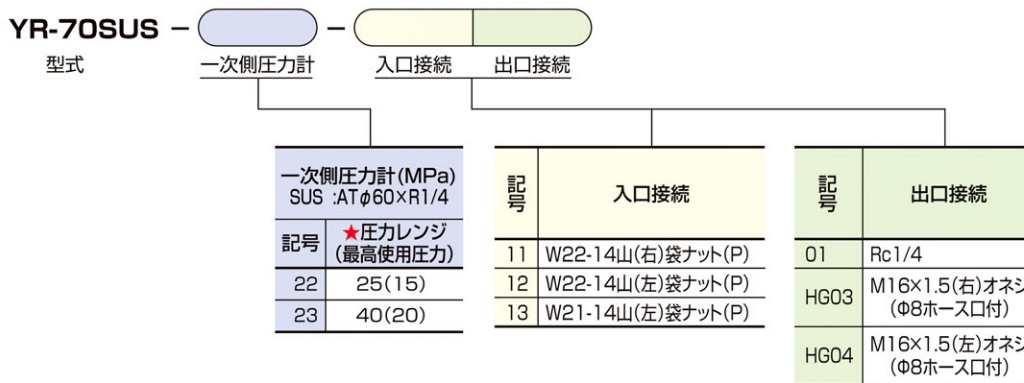 YR-70SUS − −
型式 一次側圧力計 入口接続 出口接続
一次側圧力計(MPa)
SUS :ATφ60×R1/4
記号 ★圧力レンジ
(最高使用圧力)
22 25(15)
23 40(20)
記号 入口接続
11 W22-14山(右)袋ナット(P)
12 W22-14山(左)袋ナット(P)
13 W21-14山(左)袋ナット(P)
記号 出口接続
01 Rc1/4
HG03 M16×1.5(右)オネジ
(Φ8ホース口付)
HG04 M16×1.5(左)オネジ
(Φ8ホース口付)